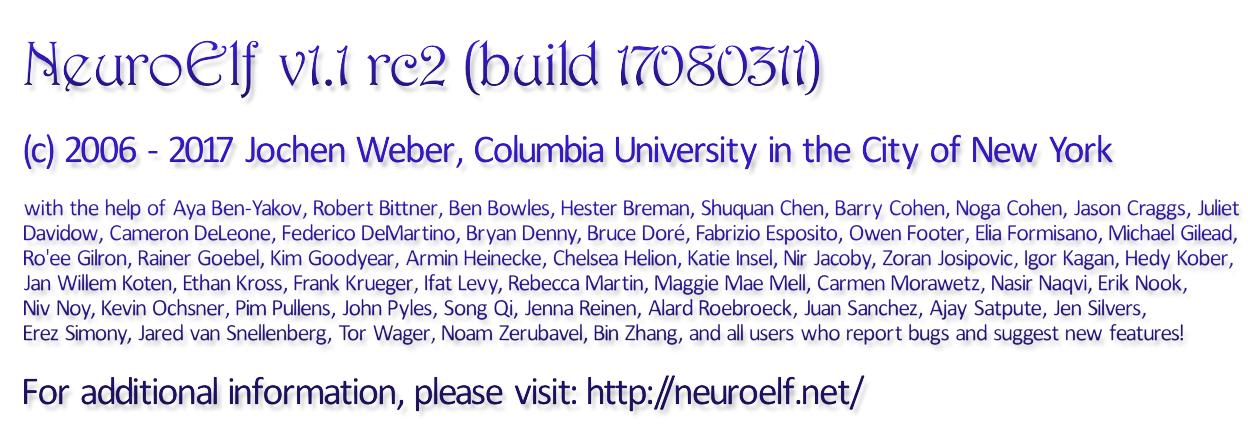 NeuroElf v1.1 rc2 (build 17080311)
(c) 2006 - 2017 Jochen Weber, Columbia University in the City of New York
with the help of Aya Ben-Yakov, Robert Bittner, Ben Bowles, Hester Breman, Shuquan Chen, Barry Cohen, Noga Cohen, Jason Craggs, Juliet
Davidow, Cameron DeLeone, Federico DeMartino, Bryan Denny, Bruce Doré, Fabrizio Esposito, Owen Footer, Elia Formisano, Michael Gilead,
Ro'ee Gilron, Rainer Goebel, Kim Goodyear, Armin Heinecke, Chelsea Helion, Katie Insel, Nir Jacoby, Zoran Josipovic, Igor Kagan, Hedy Kober,
Jan Willem Koten, Ethan Kross, Frank Krueger, Ifat Levy, Rebecca Martin, Maggie Mae Mell, Carmen Morawetz, Nasir Naqvi, Erik Nook,
Niv Noy, Kevin Ochsner, Pim Pullens, John Pyles, Song Qi, Jenna Reinen, Alard Roebroeck, Juan Sanchez, Ajay Satpute, Jen Silvers,
Erez Simony, Jared van Snellenberg, Tor Wager, Noam Zerubavel, Bin Zhang, and all users who report bugs and suggest new features!
For additional information, please visit: http://neuroelf.net/